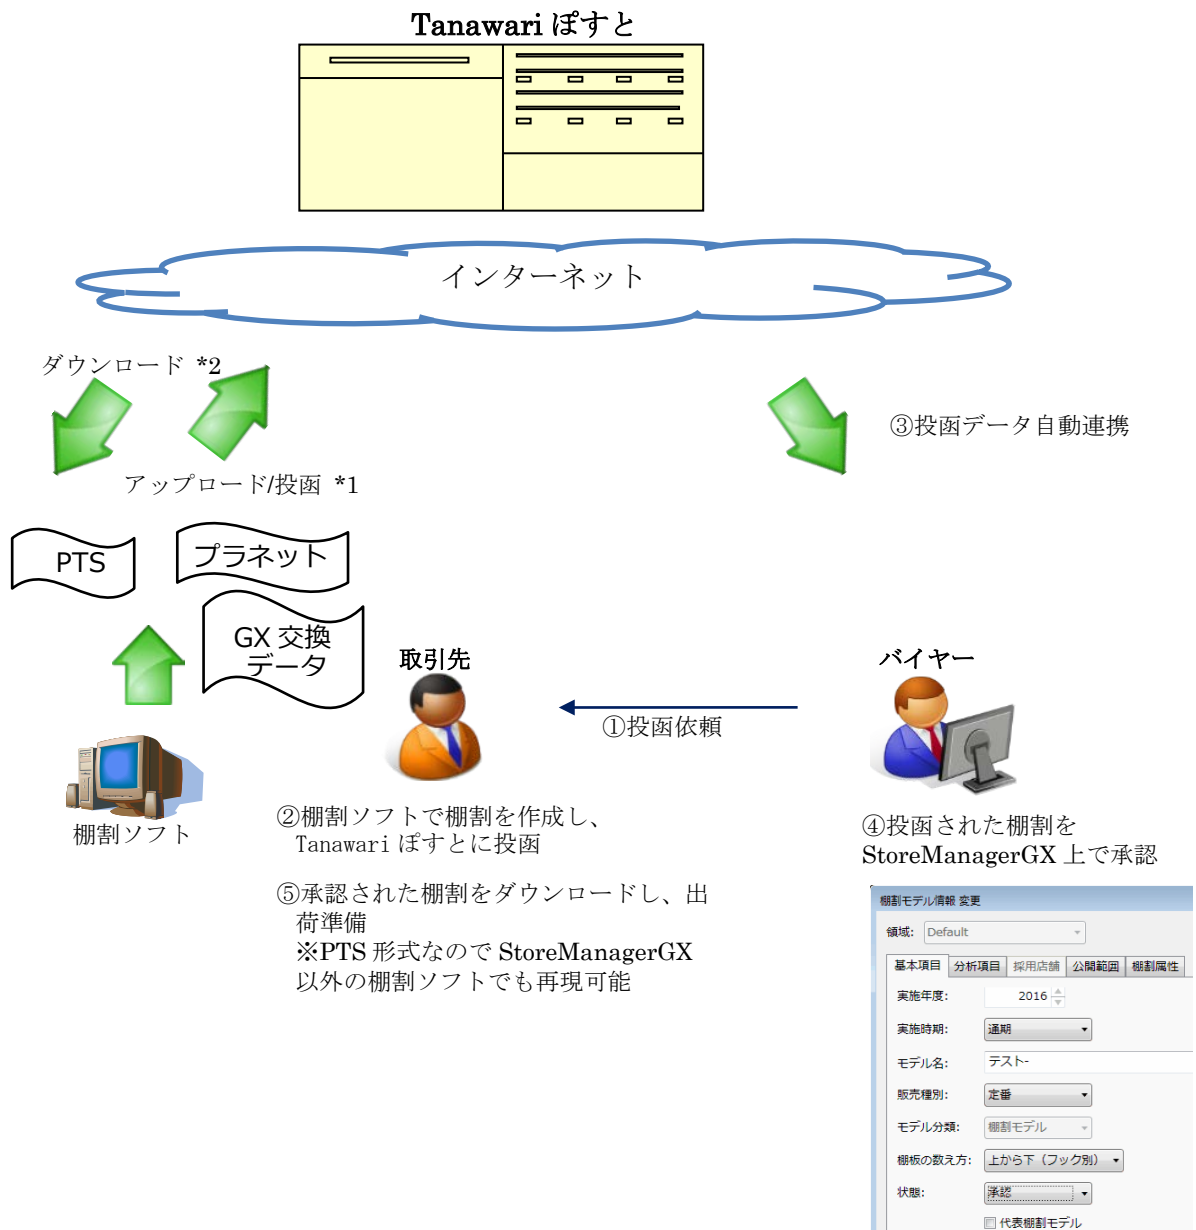 Tanawari ぽすと
インターネット
ダウンロード *2
③投函データ自動連携
アップロード/投函 *1
PTS
プラネット
GX 交換
データ
取引先
バイヤー
①投函依頼
棚割ソフト
②棚割ソフトで棚割を作成し、
Tanawari ぽすとに投函
④投函された棚割を
StoreManagerGX 上で承認
⑤承認された棚割をダウンロードし、出
荷準備
※PTS 形式なので StoreManagerGX
以外の棚割ソフトでも再現可能
棚割モデル情報 変更
領域: Default
基本項目 分析項目 採用店舗 公開範囲 棚割属性
実施年度: 2016
実施時期: 通期
モデル名: テスト-
販売種別: 定番
モデル分類: 棚割モデル
棚板の数え方: 上から下（フック別）
状態: 承認
代表棚割モデル